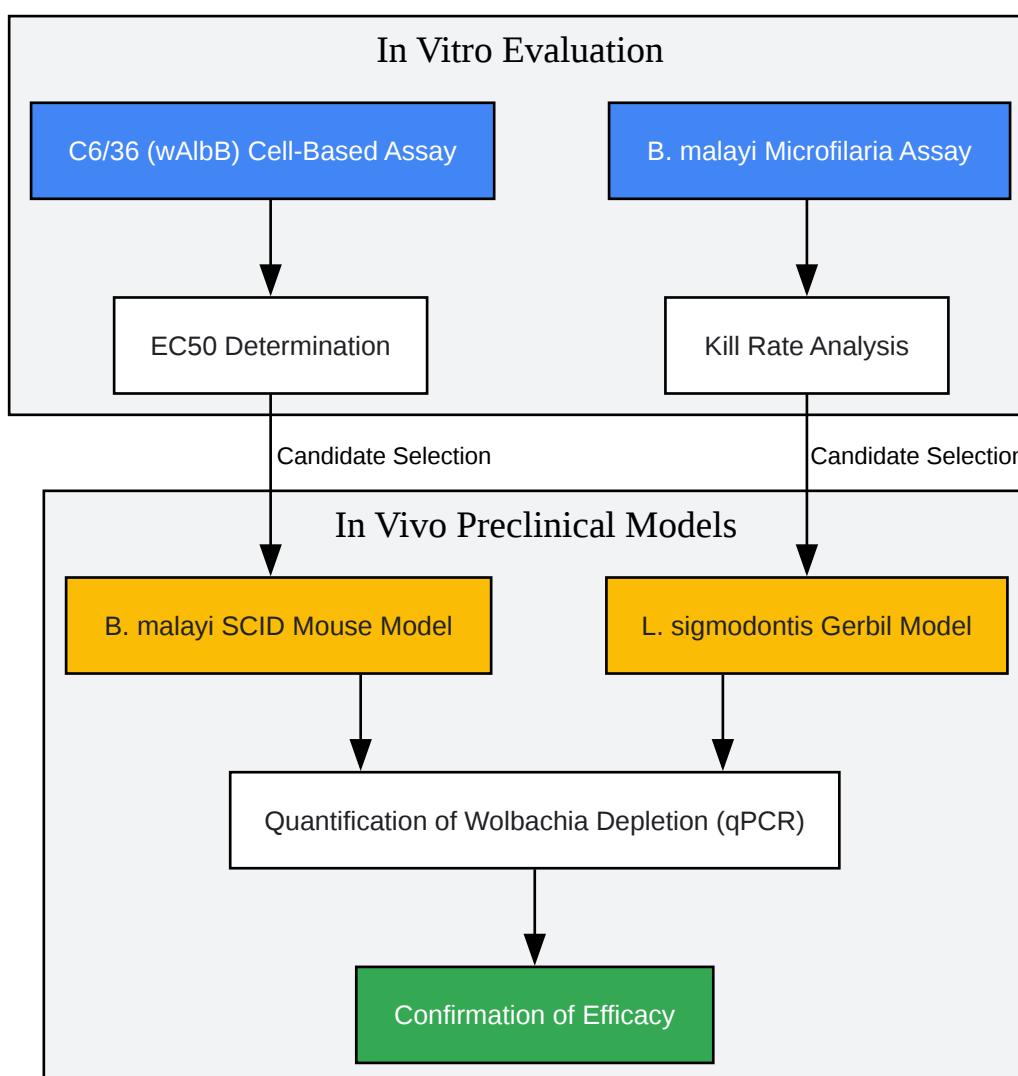 In Vitro Evaluation
C6/36 (wAlbB) Cell-Based Assay
B. malayi Microfilaria Assay
EC50 Determination
Kill Rate Analysis
Candidate Selection
Candidate Selection
In Vivo Preclinical Models
B. malayi SCID Mouse Model
L. sigmodontis Gerbil Model
Quantification of Wolbachia Depletion (qPCR)
Confirmation of Efficacy